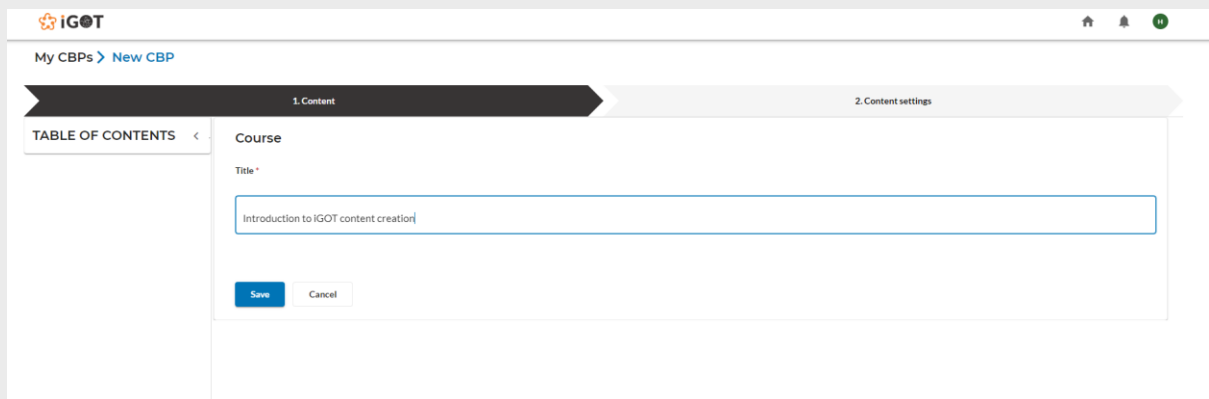 iGOT
H
My CBPs > New CBP
1. Content
2. Content settings
TABLE OF CONTENTS <
Course
Title *
Introduction to iGOT content creation
Save
Cancel